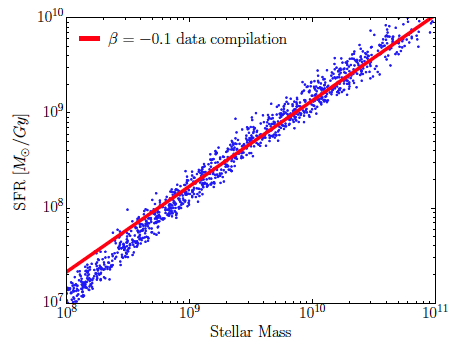 10^10
β = −0.1 data compilation
10^9
SFR [M_⊙/Gy]
10^8
10^7
10^8 10^9 10^10 10^11
Stellar Mass